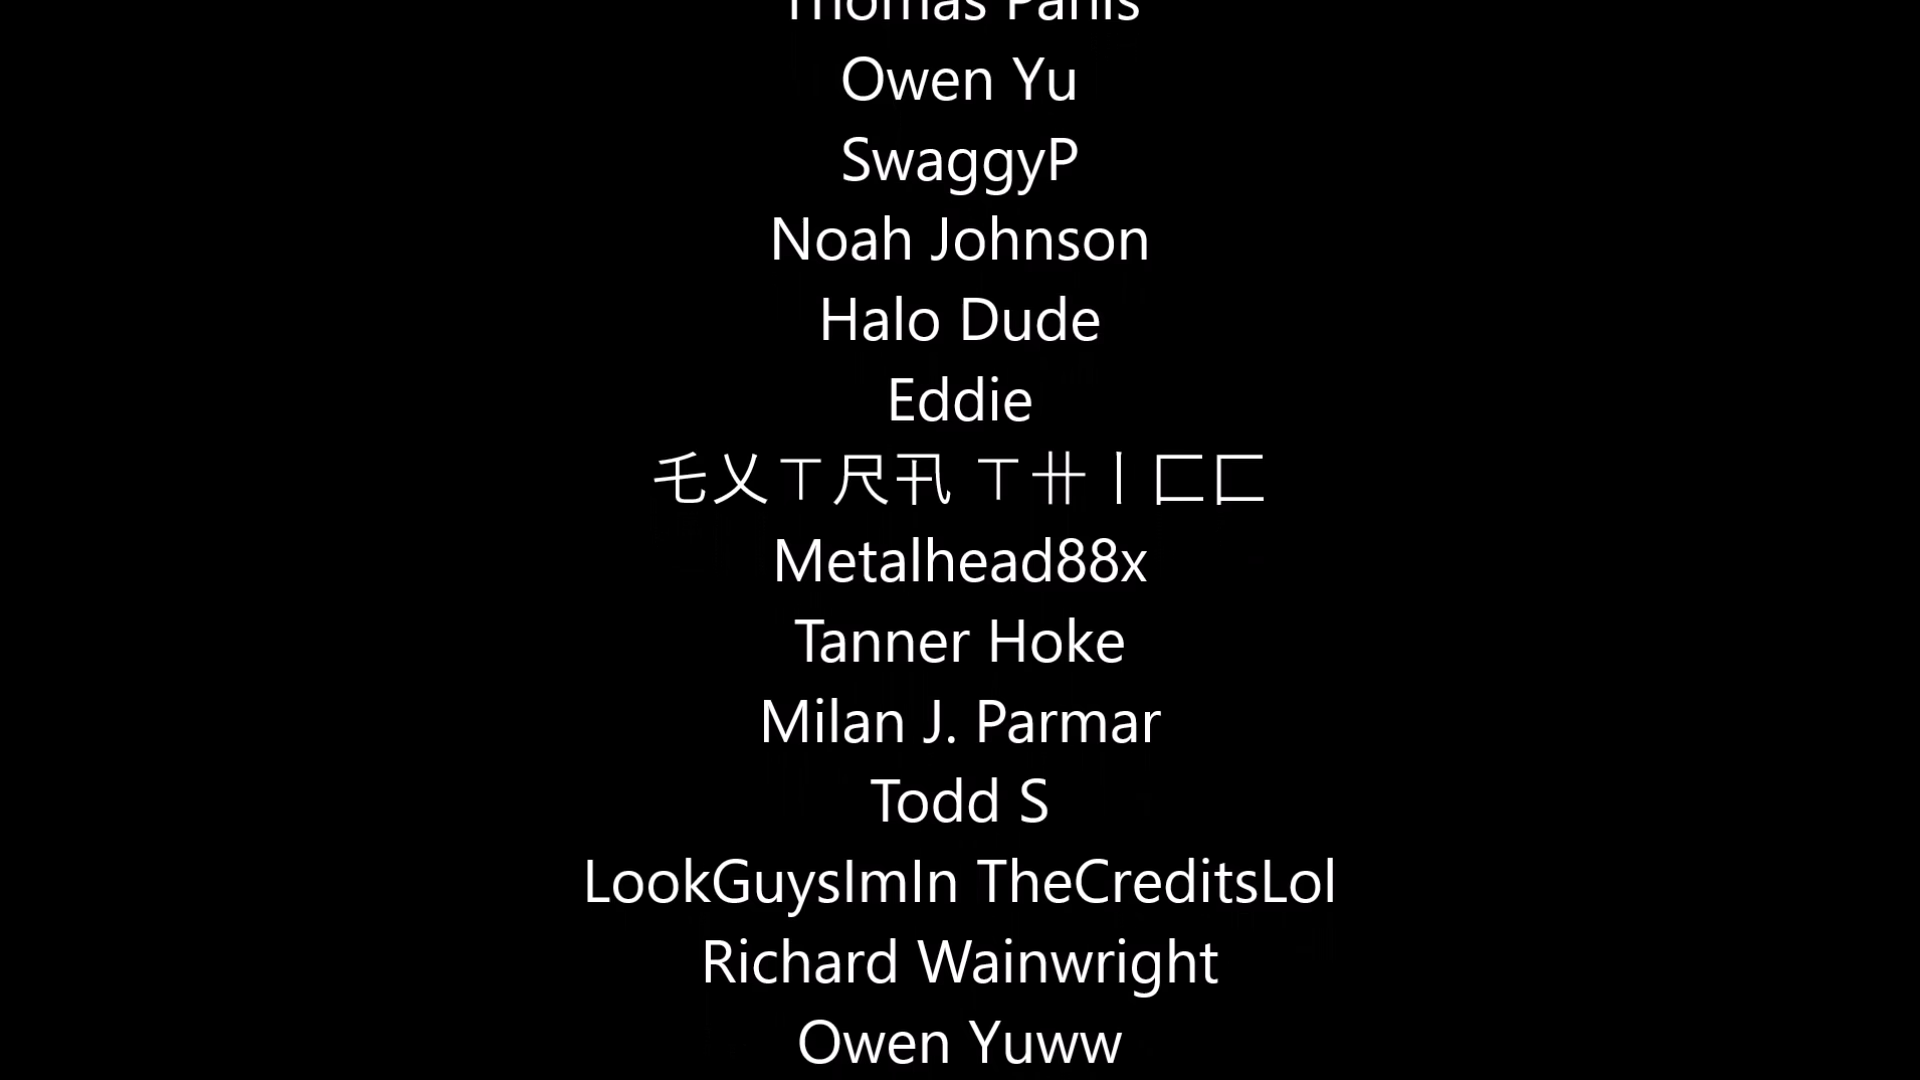 Owen Yu
SwaggyP
Noah Johnson
Halo Dude
Eddie
乇乂ㄒ尺卂 ㄒ卄丨匚匚
Metalhead88x
Tanner Hoke
Milan J. Parmar
Todd S
LookGuysImIn TheCreditsLol
Richard Wainwright
Owen Yuww